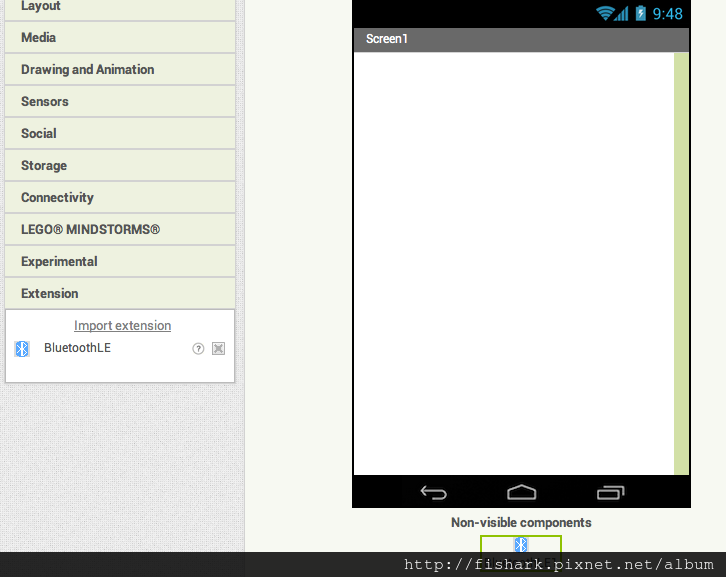 Layout
Media
Drawing and Animation
Sensors
Social
Storage
Connectivity
LEGO® MINDSTORMS®
Experimental
Extension
Import extension
BluetoothLE
?
9:48
Screen1
Non-visible components
http://flshark.pixnet.net/album